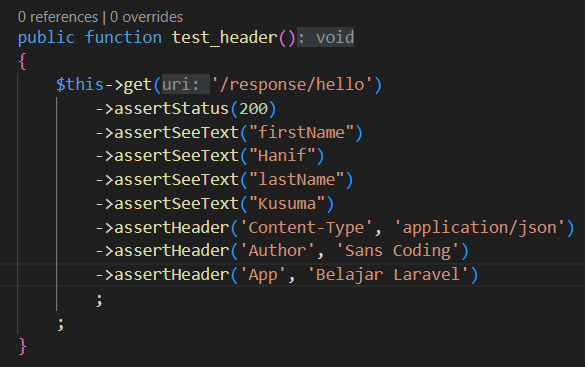 0 references | 0 overrides
public function test_header(): void
{
$this->get(uri: '/response/hello')
->assertStatus(200)
->assertSeeText("firstName")
->assertSeeText("Hanif")
->assertSeeText("lastName")
->assertSeeText("Kusuma")
->assertHeader('Content-Type', 'application/json')
->assertHeader('Author', 'Sans Coding')
->assertHeader('App', 'Belajar Laravel')
;
;
}